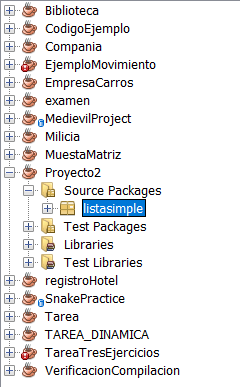 Biblioteca
CodigoEjemplo
Compania
EjemploMovimiento
EmpresaCarros
examen
MedievilProject
Milicia
MuestaMatriz
Proyecto2
Source Packages
listasimple
Test Packages
Libraries
Test Libraries
registroHotel
SnakePractice
Tarea
TAREA_DINAMICA
TareaTresEjercicios
VerificacionCompilacion